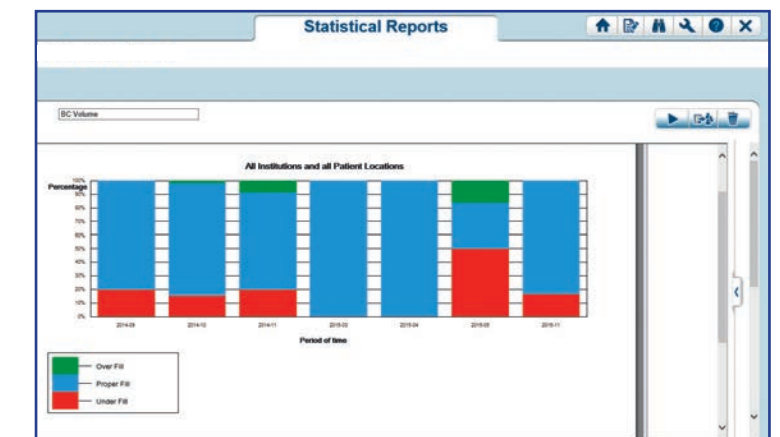 Statistical Reports
BC Volume
All Institutions and all Patient Locations
Percentage
100%
90%
80%
70%
60%
50%
40%
30%
20%
10%
0%
2014-09 2014-10 2014-11 2015-03 2015-04 2015-05 2015-11
Period of time
Over Fill
Proper Fill
Under Fill